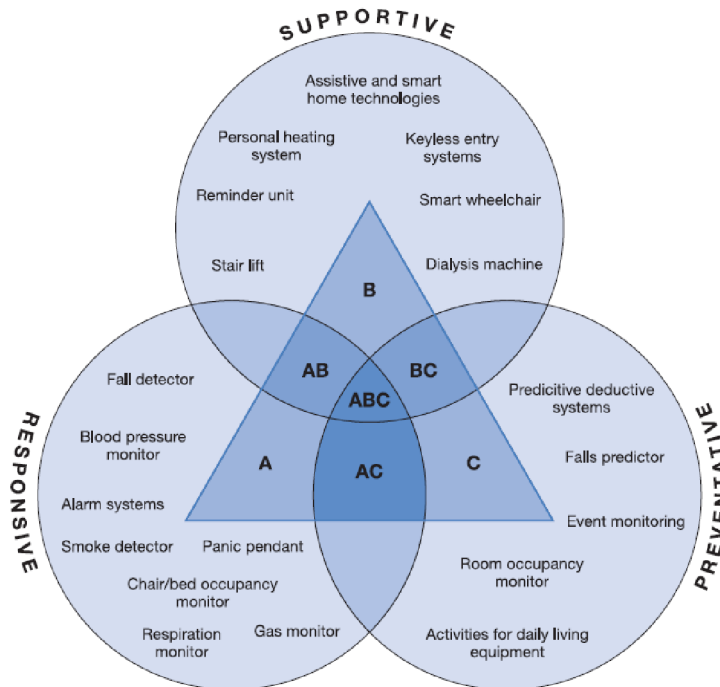 SUPPORTIVE
Assistive and smart
home technologies
Personal heating
system
Keyless entry
systems
Reminder unit
Smart wheelchair
Stair lift
Dialysis machine
B
AB
BC
ABC
A
AC
C
RESPONSIVE
Fall detector
Blood pressure
monitor
Alarm systems
Smoke detector
Panic pendant
Chair/bed occupancy
monitor
Respiration
monitor
Gas monitor
PREVENTIATIVE
Predicitive deductive
systems
Falls predictor
Event monitoring
Room occupancy
monitor
Activities for daily living
equipment